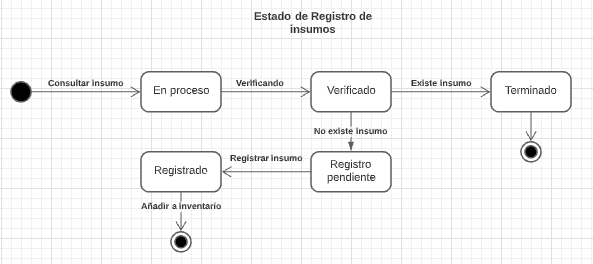 Estado de Registro de
insumos
Consultar insumo
En proceso
Verificando
Verificado
Existe insumo
Terminado
No existe insumo
Registrado
Registrar insumo
Registro
pendiente
Añadir a inventario